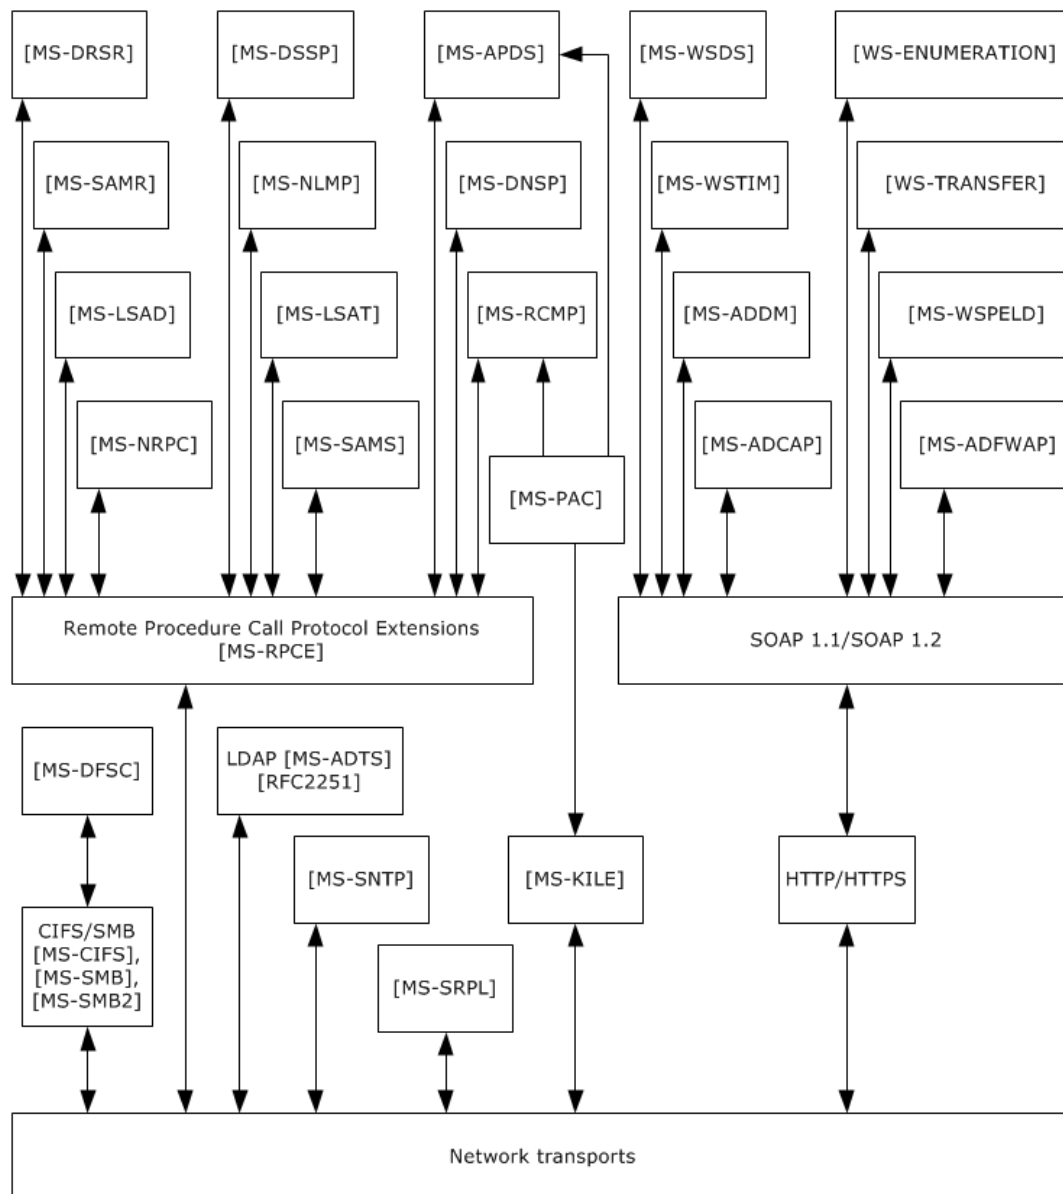 [MS-DRSR]
[MS-DSSP]
[MS-APDS]
[MS-WSDS]
[WS-ENUMERATION]
[MS-SAMR]
[MS-NLMP]
[MS-DNSP]
[MS-WSTIM]
[WS-TRANSFER]
[MS-LSAD]
[MS-LSAT]
[MS-RCMP]
[MS-ADDM]
[MS-WSPELD]
[MS-NRPC]
[MS-SAMS]
[MS-ADCAP]
[MS-ADFWAP]
[MS-PAC]
Remote Procedure Call Protocol Extensions
[MS-RPCE]
SOAP 1.1/SOAP 1.2
[MS-DFSC]
LDAP [MS-ADTS]
[RFC2251]
[MS-SNTP]
[MS-KILE]
HTTP/HTTPS
CIFS/SMB
[MS-CIFS],
[MS-SMB],
[MS-SMB2]
[MS-SRPL]
Network transports